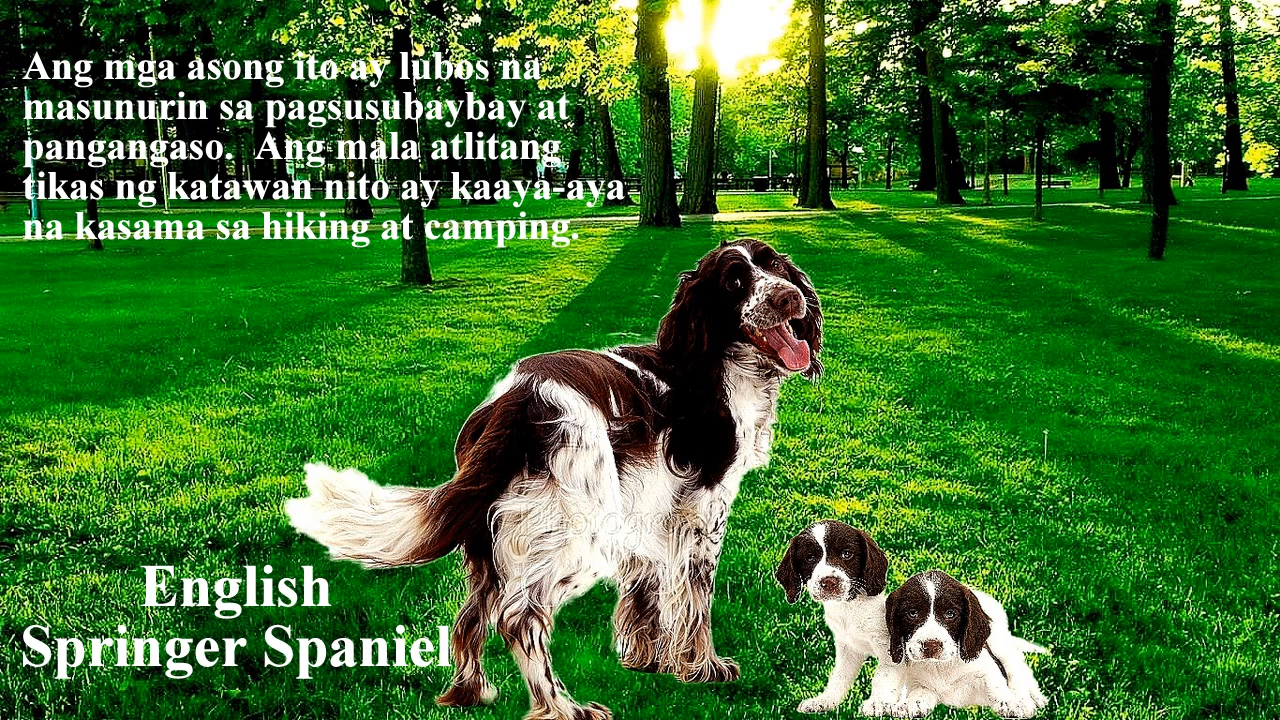 Ang mga asong ito ay lubos na
masunurin sa pagsusubaybay at
pangangaso.  Ang mala atlitang
tikas ng katawan nito ay kaaya-aya
na kasama sa hiking at camping.
English
Springer Spaniel